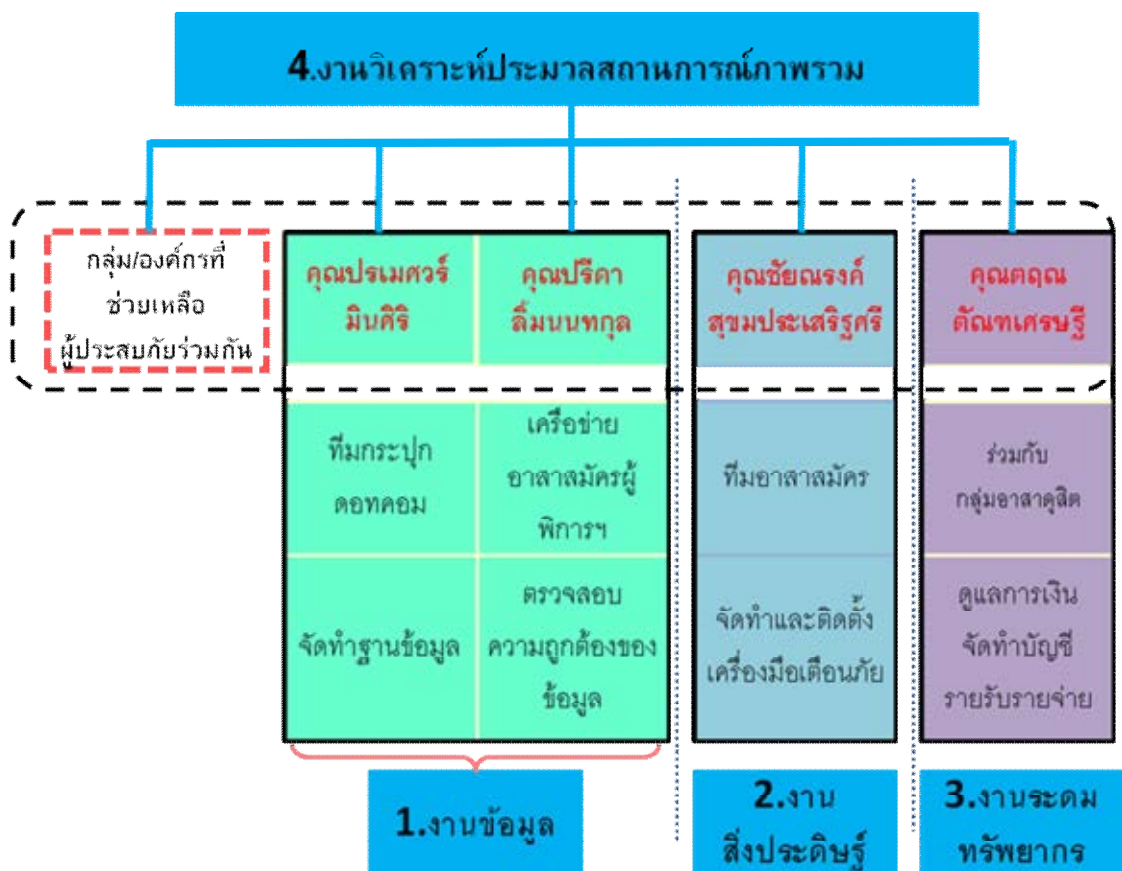 4.งานวิเคราะห์ประมาลสถานการณ์ภาพรวม
กลุ่ม/องค์กรที่
ช่วยเหลือ
ผู้ประสบภัยร่วมกัน
คุณปรเมศวร์
มินศิริ
คุณปรีดา
ลิ้มนนทกุล
คุณชัยณรงค์
สุขมประเสริฐศรี
คุณตฤณ
ตัณฑเศรษฐี
ทีมกระปุก
ดอทคอม
เครือข่าย
อาสาสมัครผู้
พิการฯ
ทีมอาสาสมัคร
ร่วมกับ
กลุ่มอาสาดุสิต
จัดทำฐานข้อมูล
ตรวจสอบ
ความถูกต้องของ
ข้อมูล
จัดทำและติดตั้ง
เครื่องมือเตือนภัย
ดูแลการเงิน
จัดทำบัญชี
รายรับรายจ่าย
1.งานข้อมูล
2.งาน
สิ่งประดิษฐ์
3.งานระดม
ทรัพยากร